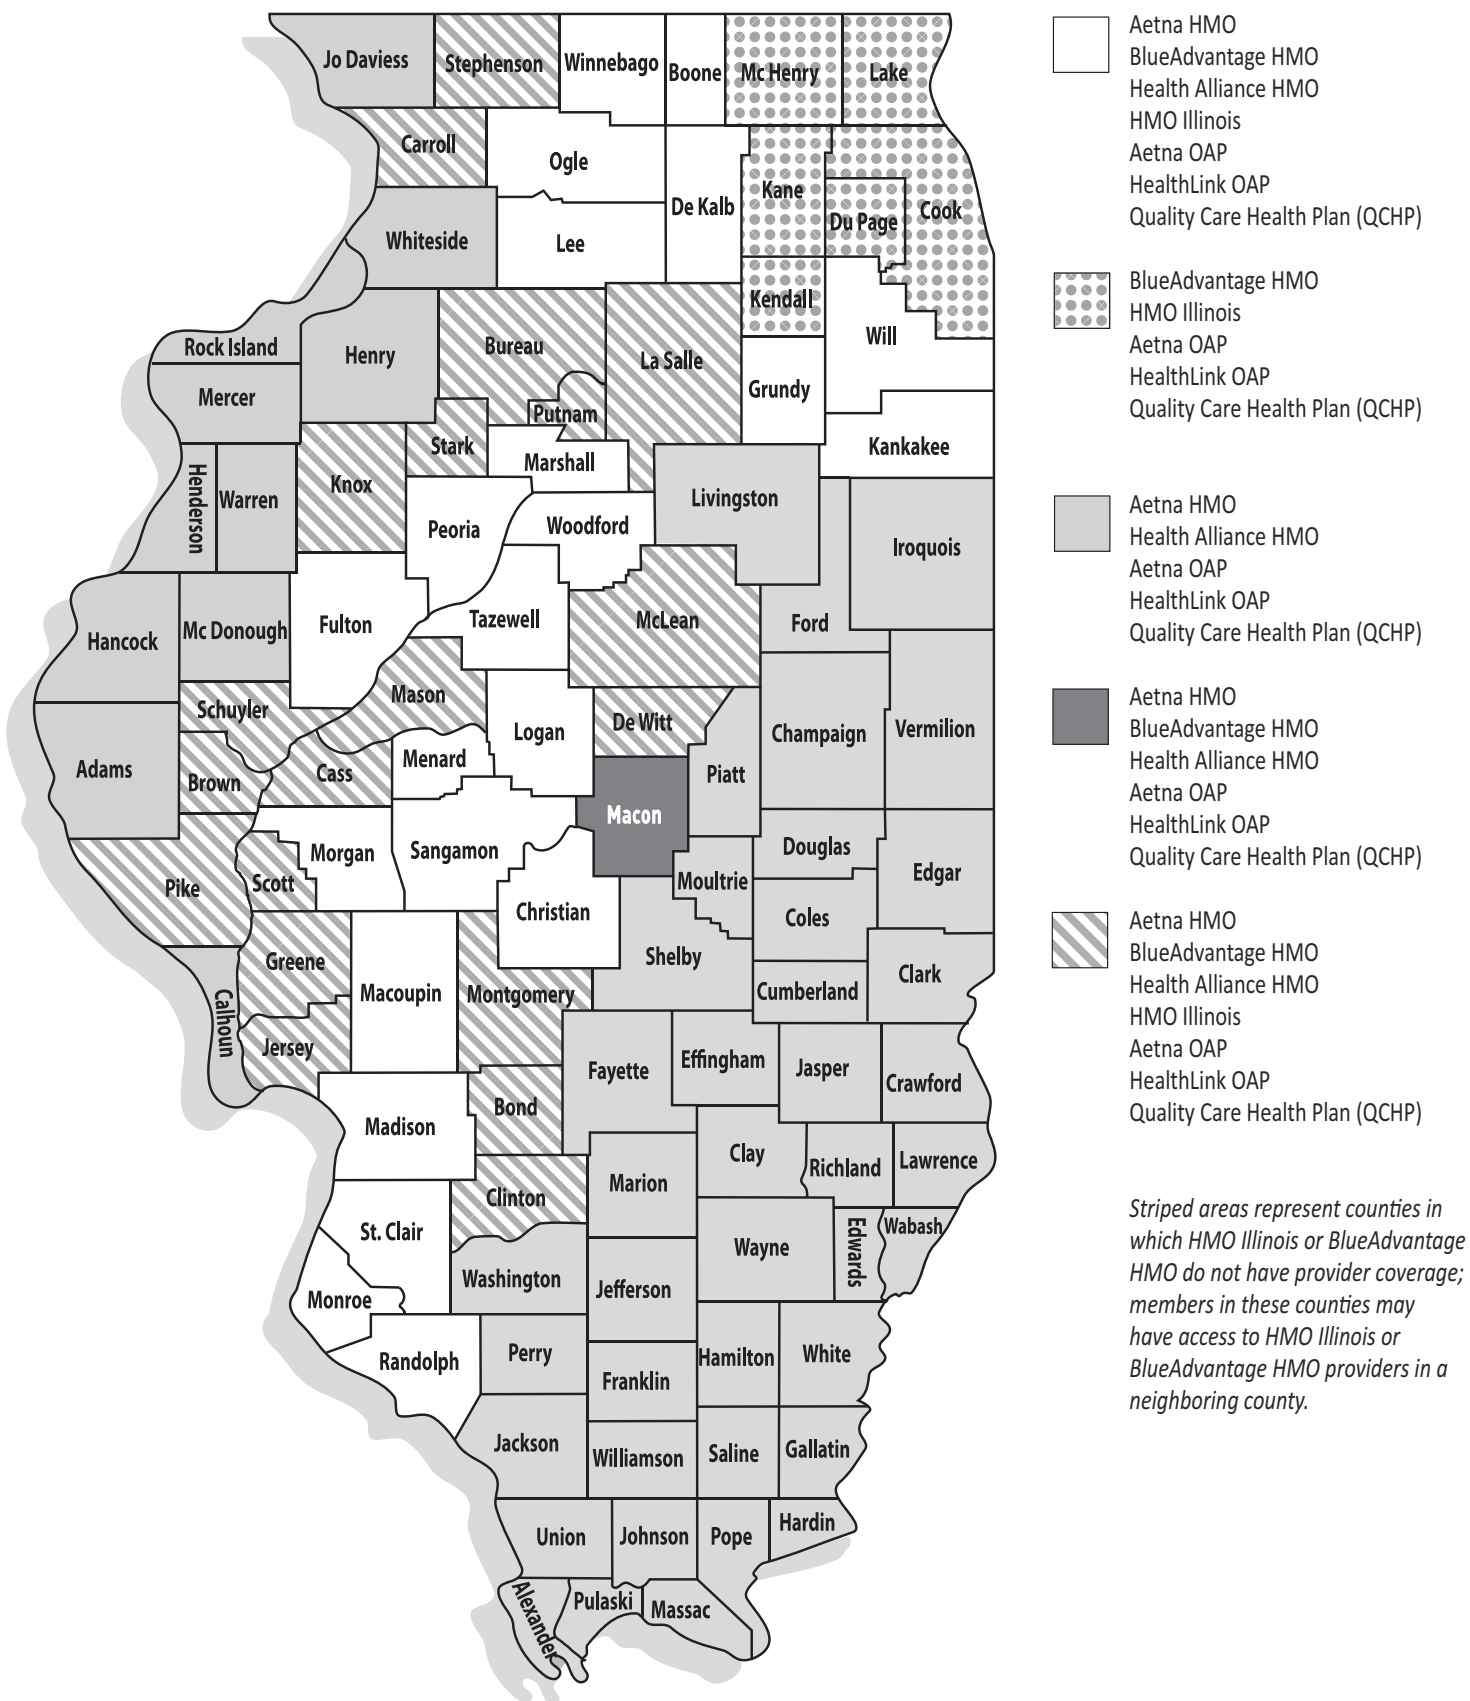 Jo Daviess
Stephenson
Winnebago
Boone
Mc Henry
Lake
Carroll
Ogle
De Kalb
Kane
Du Page
Cook
Whiteside
Lee
Kendall
Will
Rock Island
Henry
Bureau
La Salle
Mercer
Putnam
Grundy
Henderson
Warren
Knox
Stark
Marshall
Kankakee
Livingston
Peoria
Woodford
Iroquois
Hancock
Mc Donough
Fulton
Tazewell
McLean
Ford
Schuyler
Mason
Logan
De Witt
Champaign
Vermilion
Adams
Brown
Cass
Menard
Piatt
Macon
Pike
Scott
Morgan
Sangamon
Christian
Moultrie
Douglas
Edgar
Coles
Shelby
Greene
Macoupin
Montgomery
Cumberland
Clark
Calhoun
Jersey
Fayette
Effingham
Jasper
Crawford
Madison
Bond
Clay
Richland
Lawrence
Marion
Clinton
St. Clair
Wayne
Edwards
Wabash
Washington
Jefferson
Monroe
Randolph
Perry
Franklin
Hamilton
White
Jackson
Williamson
Saline
Gallatin
Union
Johnson
Pope
Hardin
Alexander
Pulaski
Massac
Aetna HMO
BlueAdvantage HMO
Health Alliance HMO
HMO Illinois
Aetna OAP
HealthLink OAP
Quality Care Health Plan (QCHP)
BlueAdvantage HMO
HMO Illinois
Aetna OAP
HealthLink OAP
Quality Care Health Plan (QCHP)
Aetna HMO
Health Alliance HMO
Aetna OAP
HealthLink OAP
Quality Care Health Plan (QCHP)
Aetna HMO
BlueAdvantage HMO
Health Alliance HMO
Aetna OAP
HealthLink OAP
Quality Care Health Plan (QCHP)
Aetna HMO
BlueAdvantage HMO
Health Alliance HMO
HMO Illinois
Aetna OAP
HealthLink OAP
Quality Care Health Plan (QCHP)
Striped areas represent counties in
which HMO Illinois or BlueAdvantage
HMO do not have provider coverage;
members in these counties may
have access to HMO Illinois or
BlueAdvantage HMO providers in a
neighboring county.